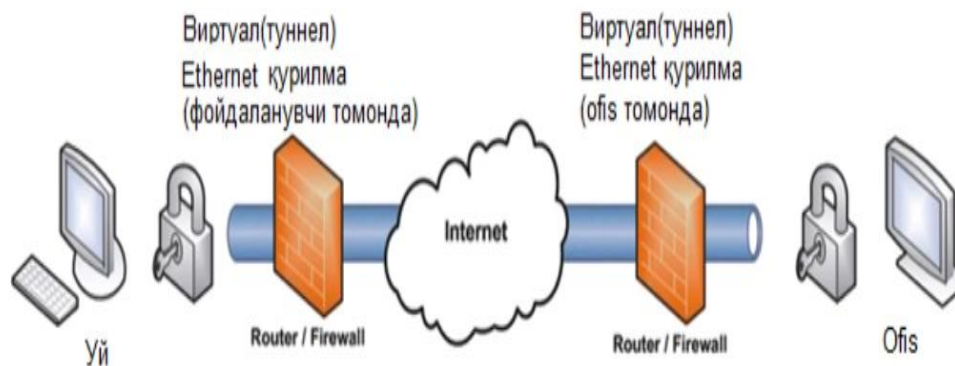 Виртуал(туннел)
Ethernet қурилма
(фойдаланувчи томонда)
Виртуал(туннел)
Ethernet қурилма
(ofis томонда)
Internet
Router / Firewall
Router / Firewall
Уй
Ofis